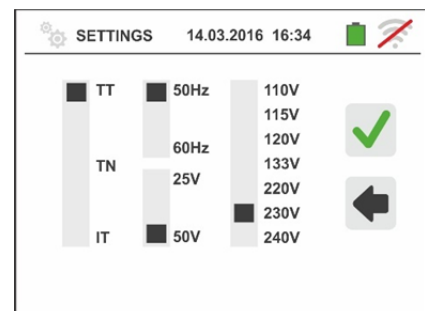 SETTINGS 14.03.2016 16:34
TT 50Hz 110V
115V
120V
60Hz
133V
TN
25V
220V
230V
IT 50V 240V